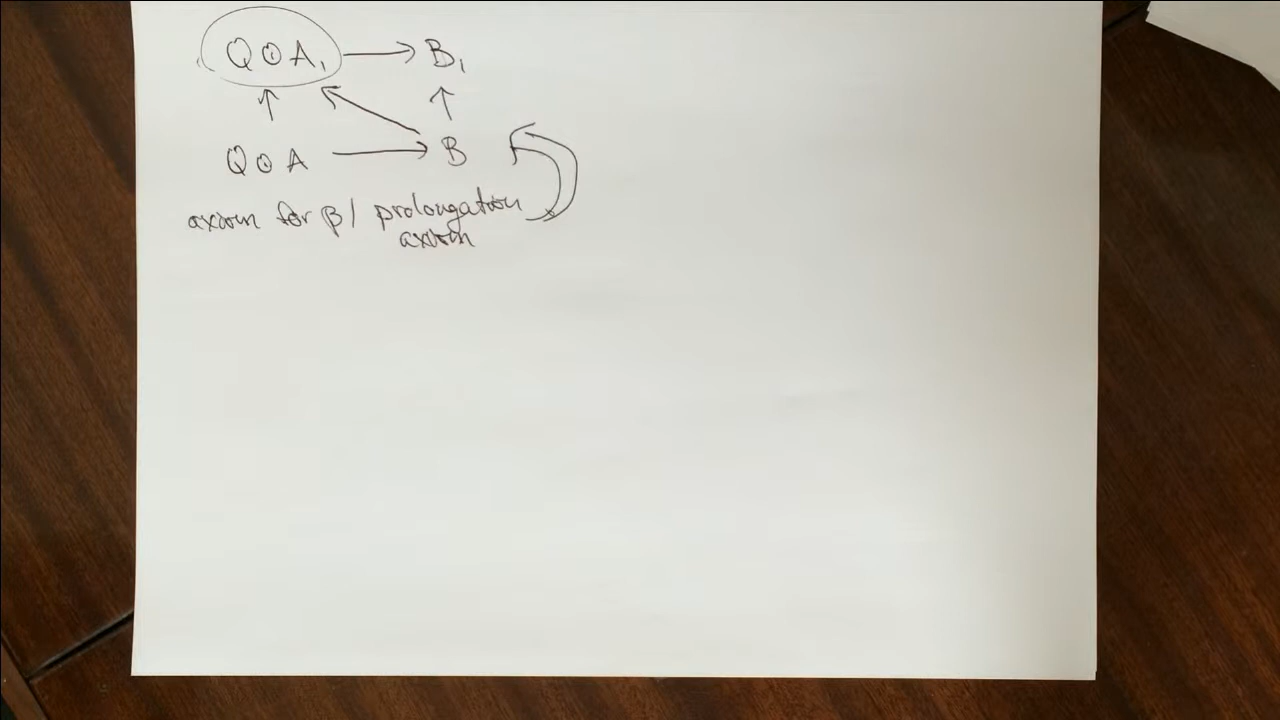 Q ⊙ A₁ → B₁
↑ ↖ ↑
Q ⊙ A → B
axiom for β / prolongation
axiom